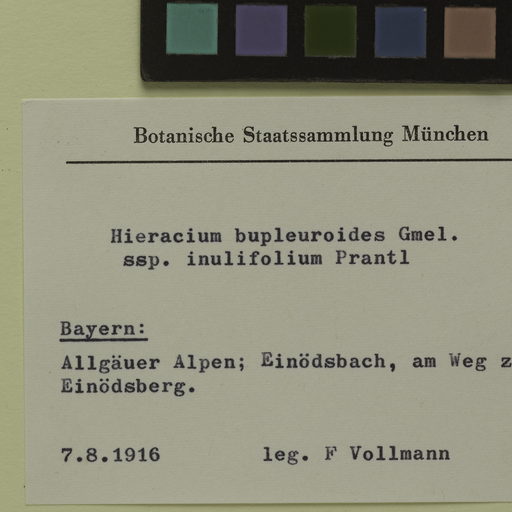 Botanische Staatssammlung München
Hieracium bupleuroides Gmel.
ssp. inulifolium Prantl
Bayern:
Allgäuer Alpen; Einödsbach, am Weg z
Einödsberg.
7.8.1916 leg. F Vollmann